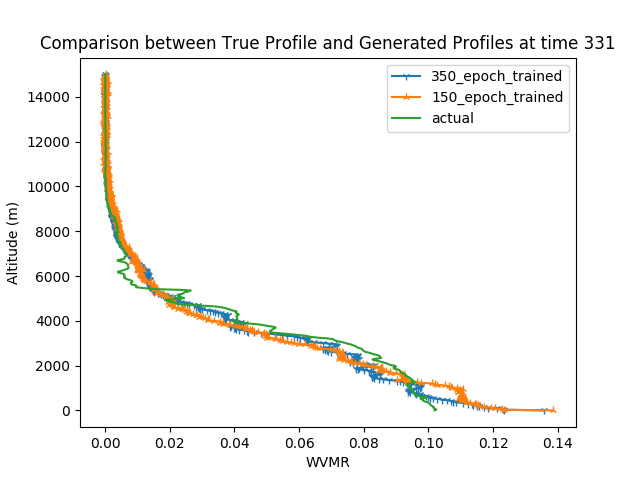 Comparison between True Profile and Generated Profiles at time 331
350_epoch_trained
150_epoch_trained
actual
Altitude (m)
14000
12000
10000
8000
6000
4000
2000
0
0.00 0.02 0.04 0.06 0.08 0.10 0.12 0.14
WVMR